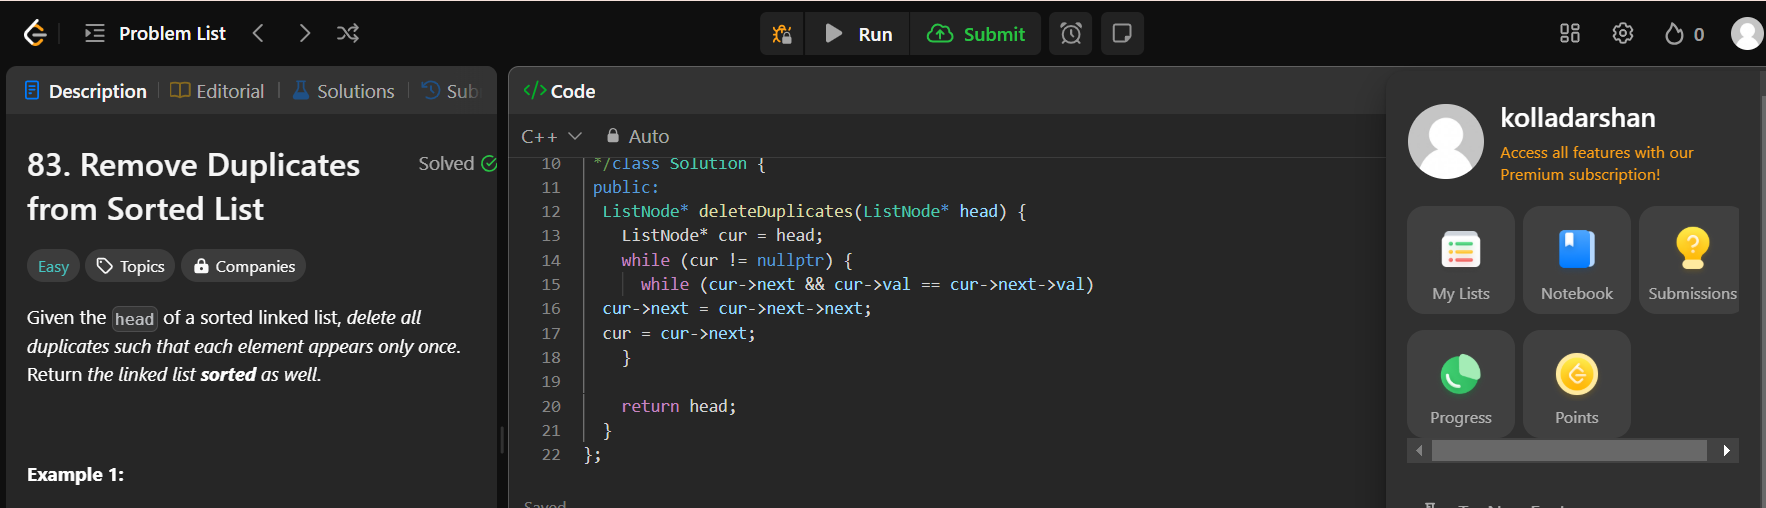 Problem List
Run
Submit
0
Description
Editorial
Solutions
Sub
83. Remove Duplicates
from Sorted List
Solved
Easy
Topics
Companies
Given the head of a sorted linked list, delete all
duplicates such that each element appears only once.
Return the linked list sorted as well.
Example 1:
</> Code
C++
Auto
10 */class Solution {
11 public:
12 ListNode* deleteDuplicates(ListNode* head) {
13 ListNode* cur = head;
14 while (cur != nullptr) {
15 while (cur->next && cur->val == cur->next->val)
16 cur->next = cur->next->next;
17 cur = cur->next;
18 }
19
20 return head;
21 }
22 };
Saved
kolladarshan
Access all features with our
Premium subscription!
My Lists
Notebook
Submissions
Progress
Points